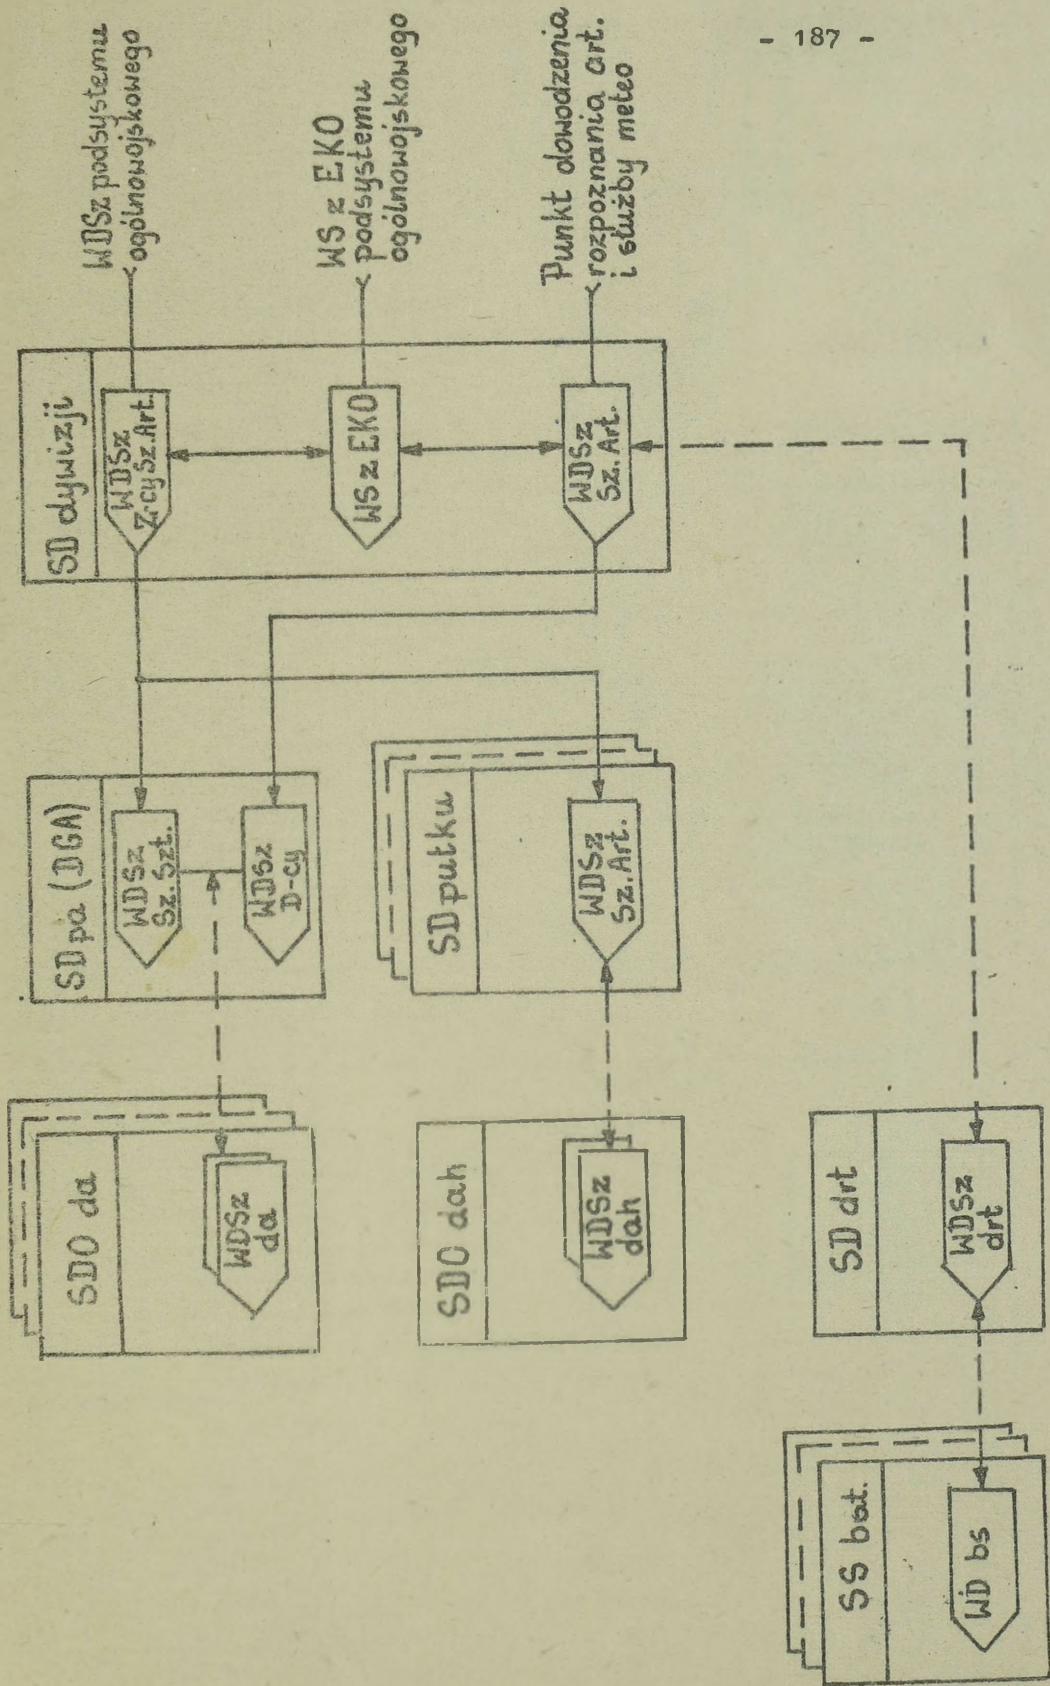 - 187 -
WDSz podsystemu
ogólnowojskowego
WS z EKO
podsystemu
ogólnowojskowego
Punkt dowodzenia
rozpoznania art.
i służby meteo
SD dywizji
WDSz
Z-cy Sz. Art.
WS z EKO
WDSz
Sz. Art.
SD pa (DGA)
WDSz
Sz. Szt.
WDSz
D-cy
SD pułku
WDSz
Sz. Art.
SDO da
WDSz
da
SDO dah
WDSz
dah
SD drt
WDSz
drt
SS bat.
WD bs